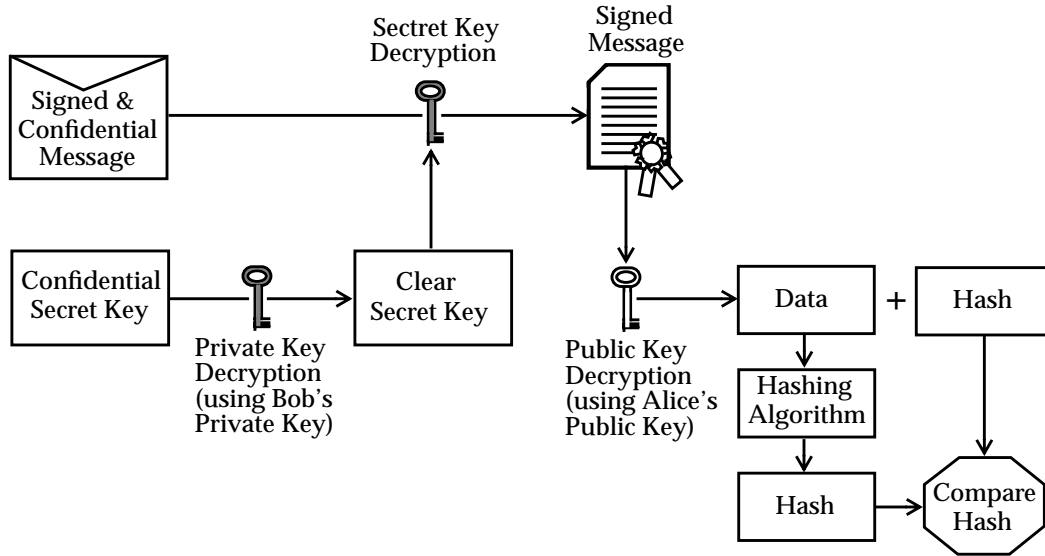 Sectret Key
Decryption
Signed
Message
Signed &
Confidential
Message
Confidential
Secret Key
Clear
Secret Key
Private Key
Decryption
(using Bob's
Private Key)
Public Key
Decryption
(using Alice's
Public Key)
Data
+
Hash
Hashing
Algorithm
Hash
Compare
Hash